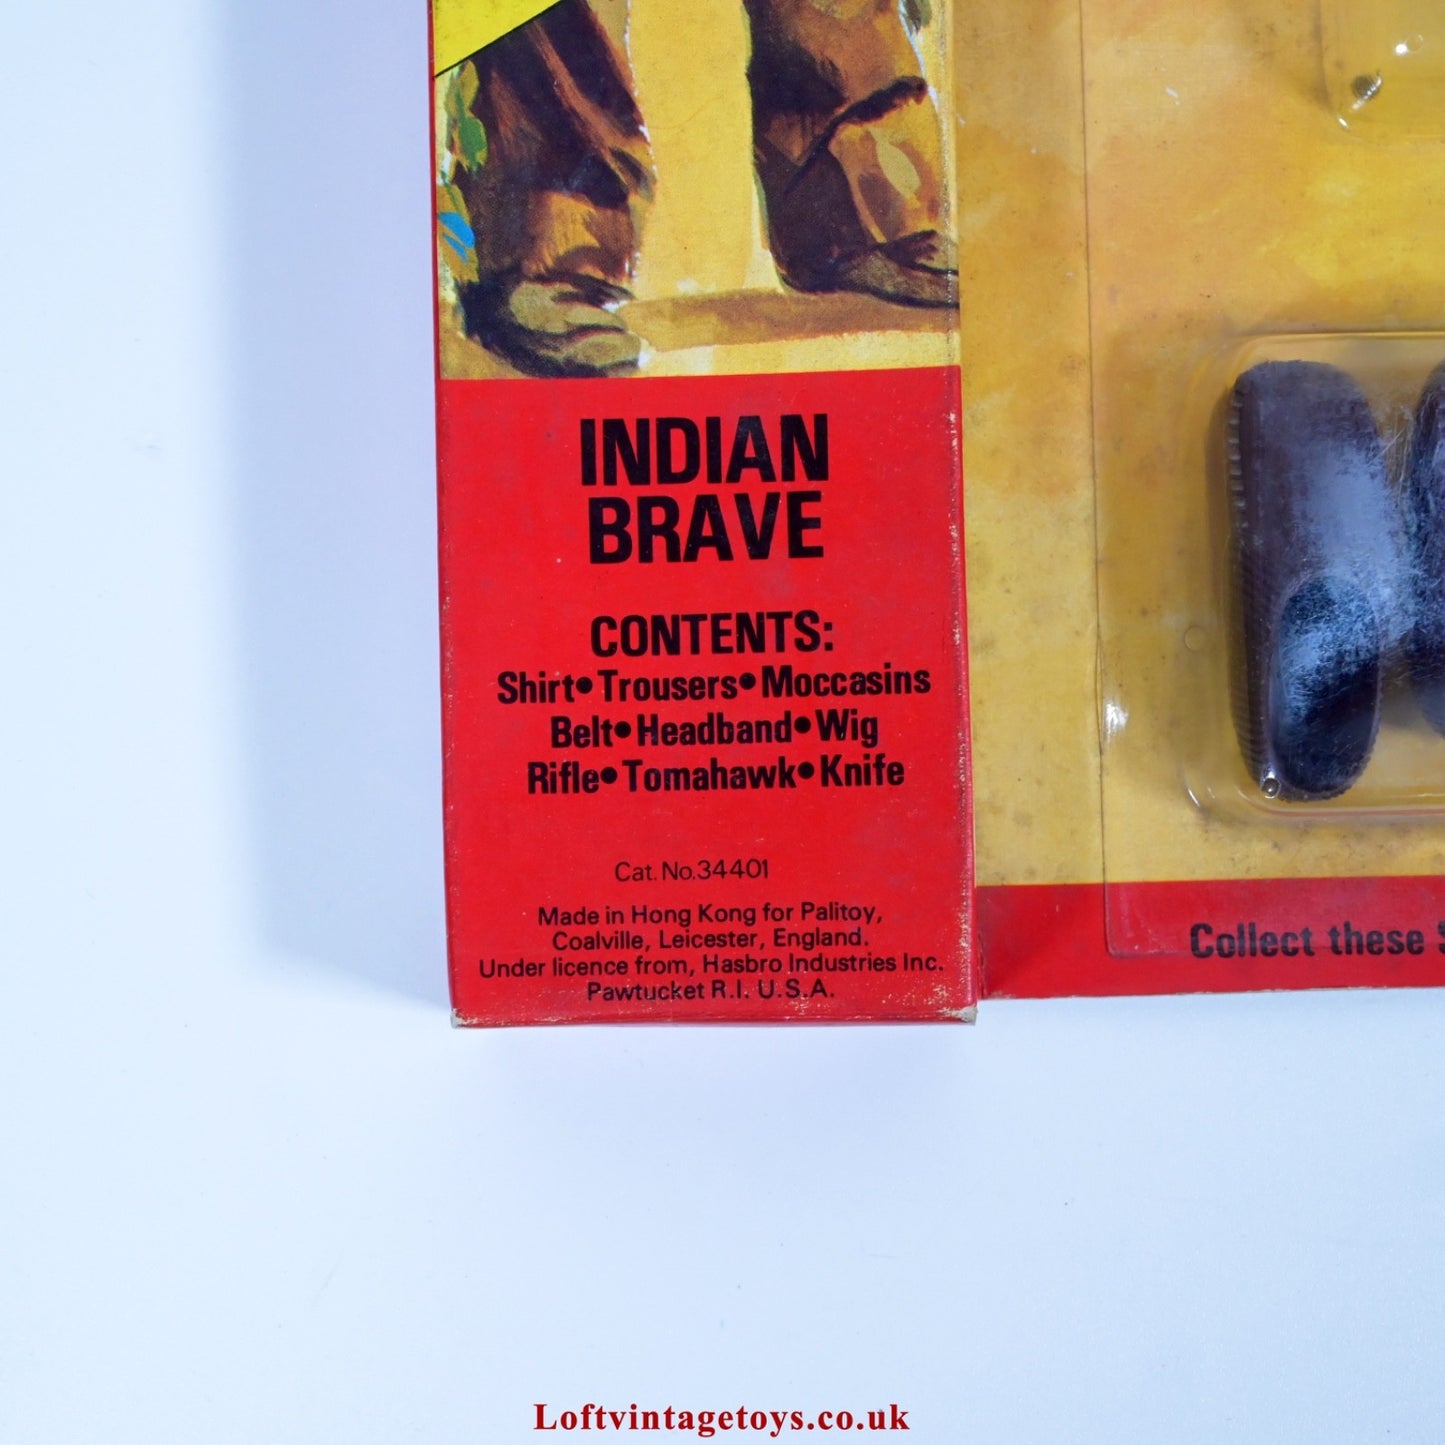 INDIAN
BRAVE
CONTENTS:
Shirt•Trousers•Moccasins
Belt•Headband•Wig
Rifle•Tomahawk•Knife
Cat. No.34401
Made in Hong Kong for Palitoy,
Coalville, Leicester, England.
Under licence from, Hasbro Industries Inc.
Pawtucket R.I. U.S.A.
Collect these
Loftvintagetoys.co.uk